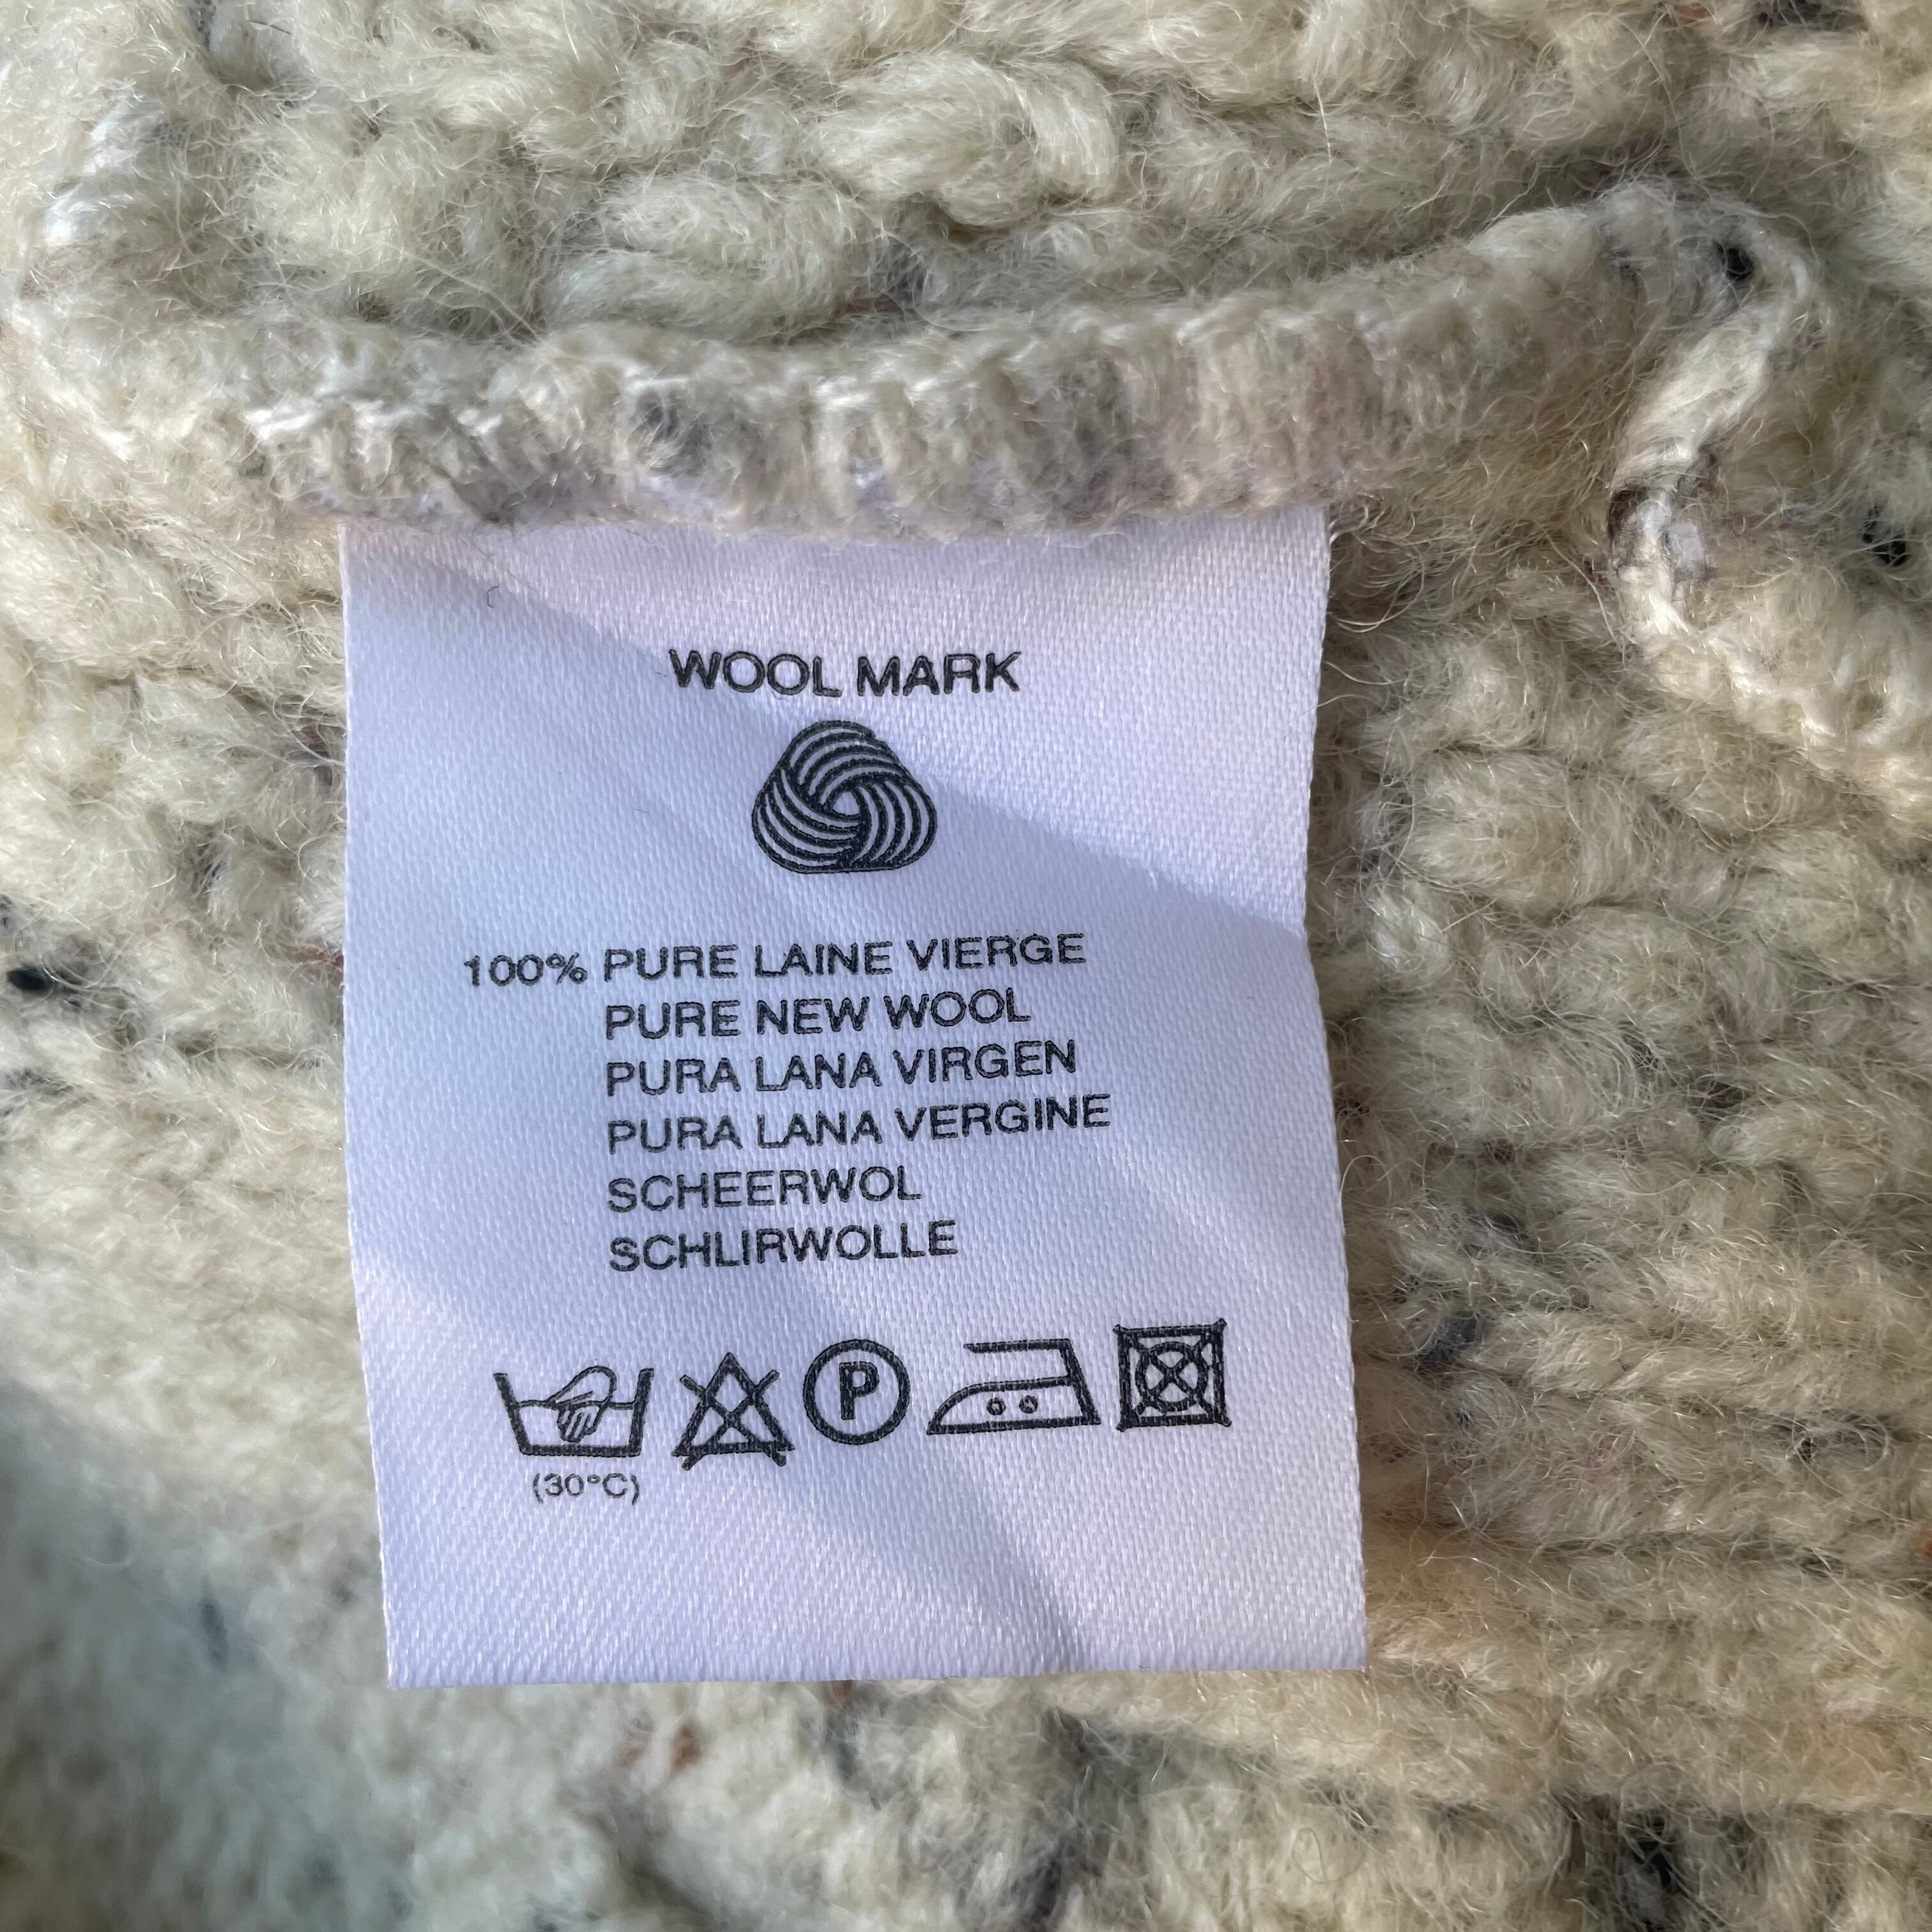 WOOL MARK
100% PURE LAINE VIERGE
PURE NEW WOOL
PURA LANA VIRGEN
PURA LANA VERGINE
SCHEERWOL
SCHLIRWOLLE
P
(30°C)